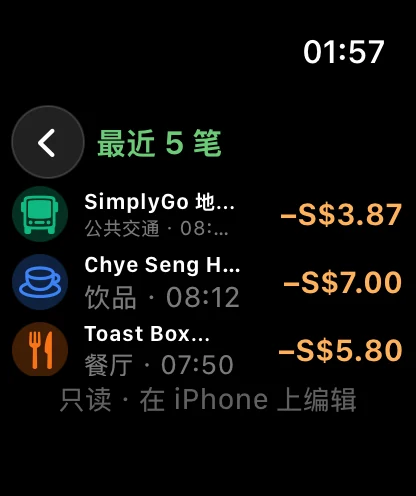 01:57
最近 5 笔
SimplyGo 地...
公共交通 · 08:...
–S$3.87
Chye Seng H...
饮品 · 08:12
–S$7.00
Toast Box...
餐厅 · 07:50
–S$5.80
只读 · 在 iPhone 上编辑